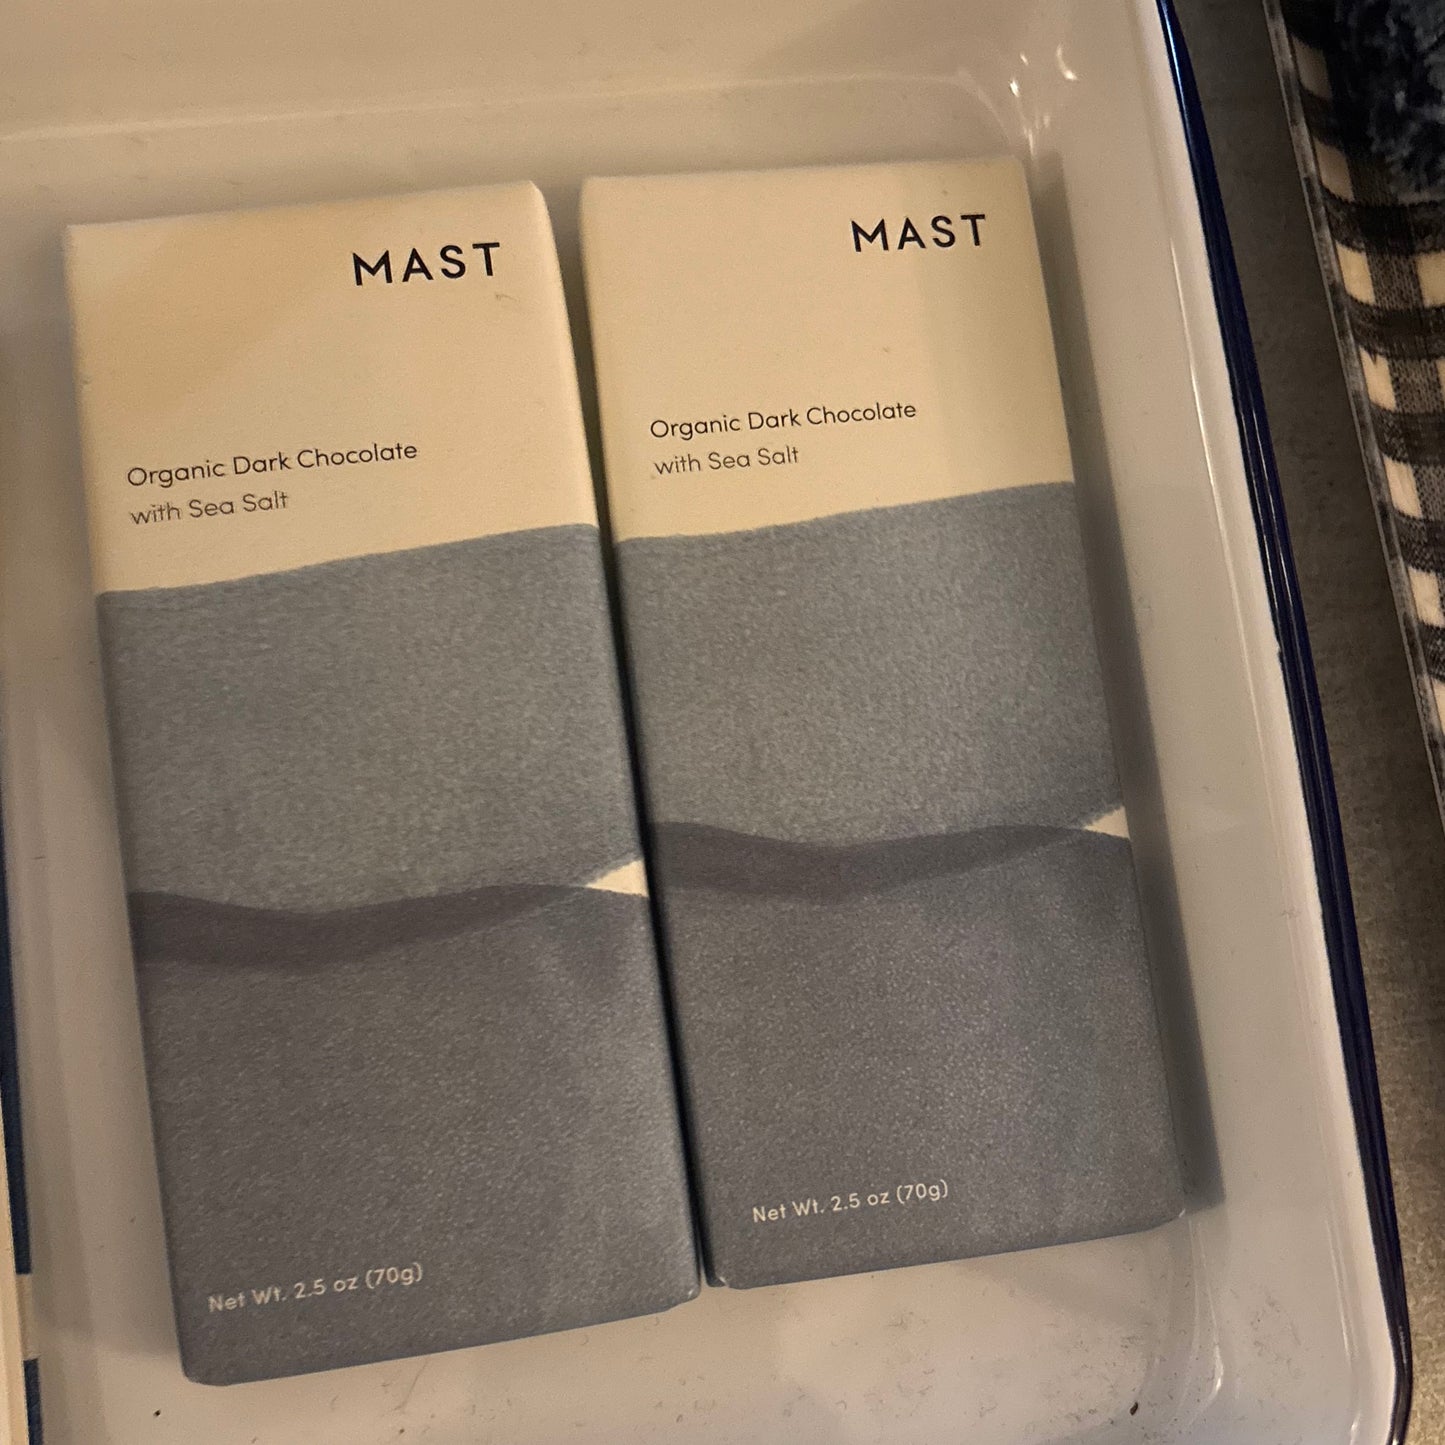 MAST
Organic Dark Chocolate
with Sea Salt
Net Wt. 2.5 oz (70g)
MAST
Organic Dark Chocolate
with Sea Salt
Net Wt. 2.5 oz (70g)